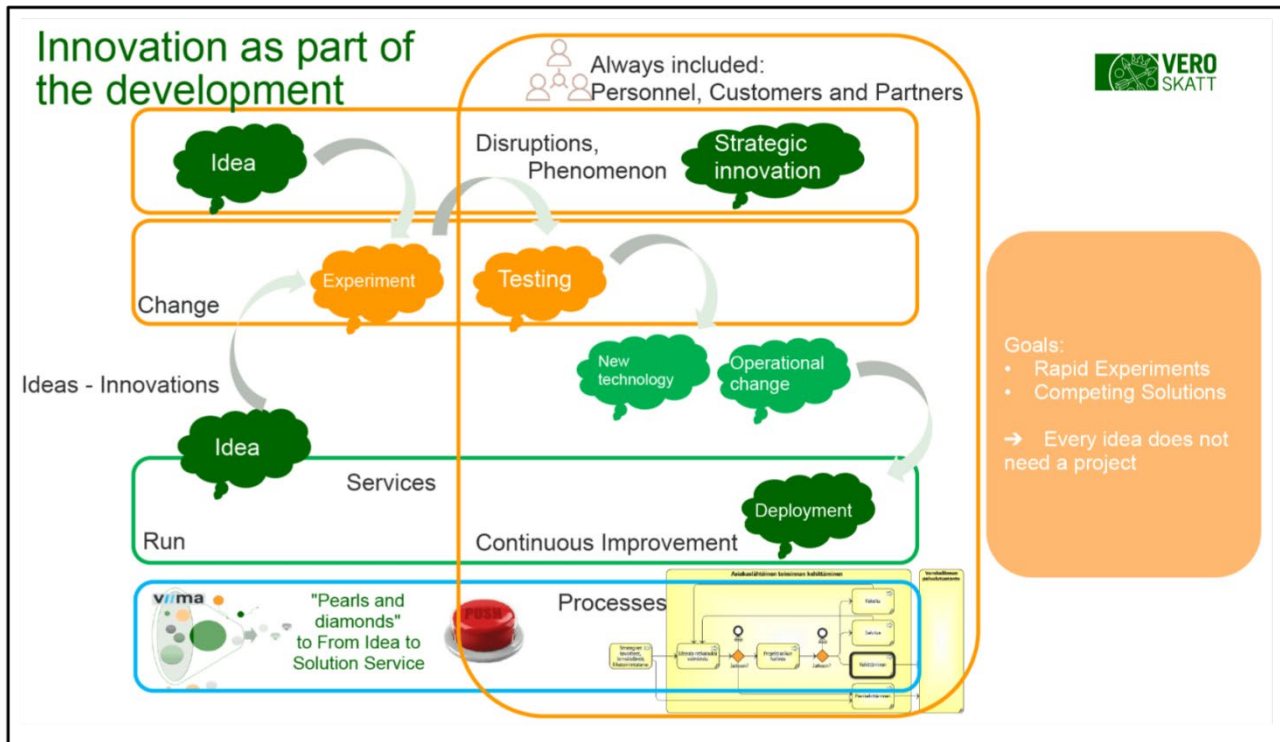 Innovation as part of
the development
Always included:
Personnel, Customers and Partners
VERO
SKATT
Idea
Disruptions,
Phenomenon
Strategic
innovation
Experiment
Testing
Change
New
technology
Operational
change
Ideas - Innovations
Idea
Services
Deployment
Run
Continuous Improvement
Goals:
• Rapid Experiments
• Competing Solutions
➔ Every idea does not
need a project
viima
"Pearls and
diamonds"
to From Idea to
Solution Service
PUSH
Processes